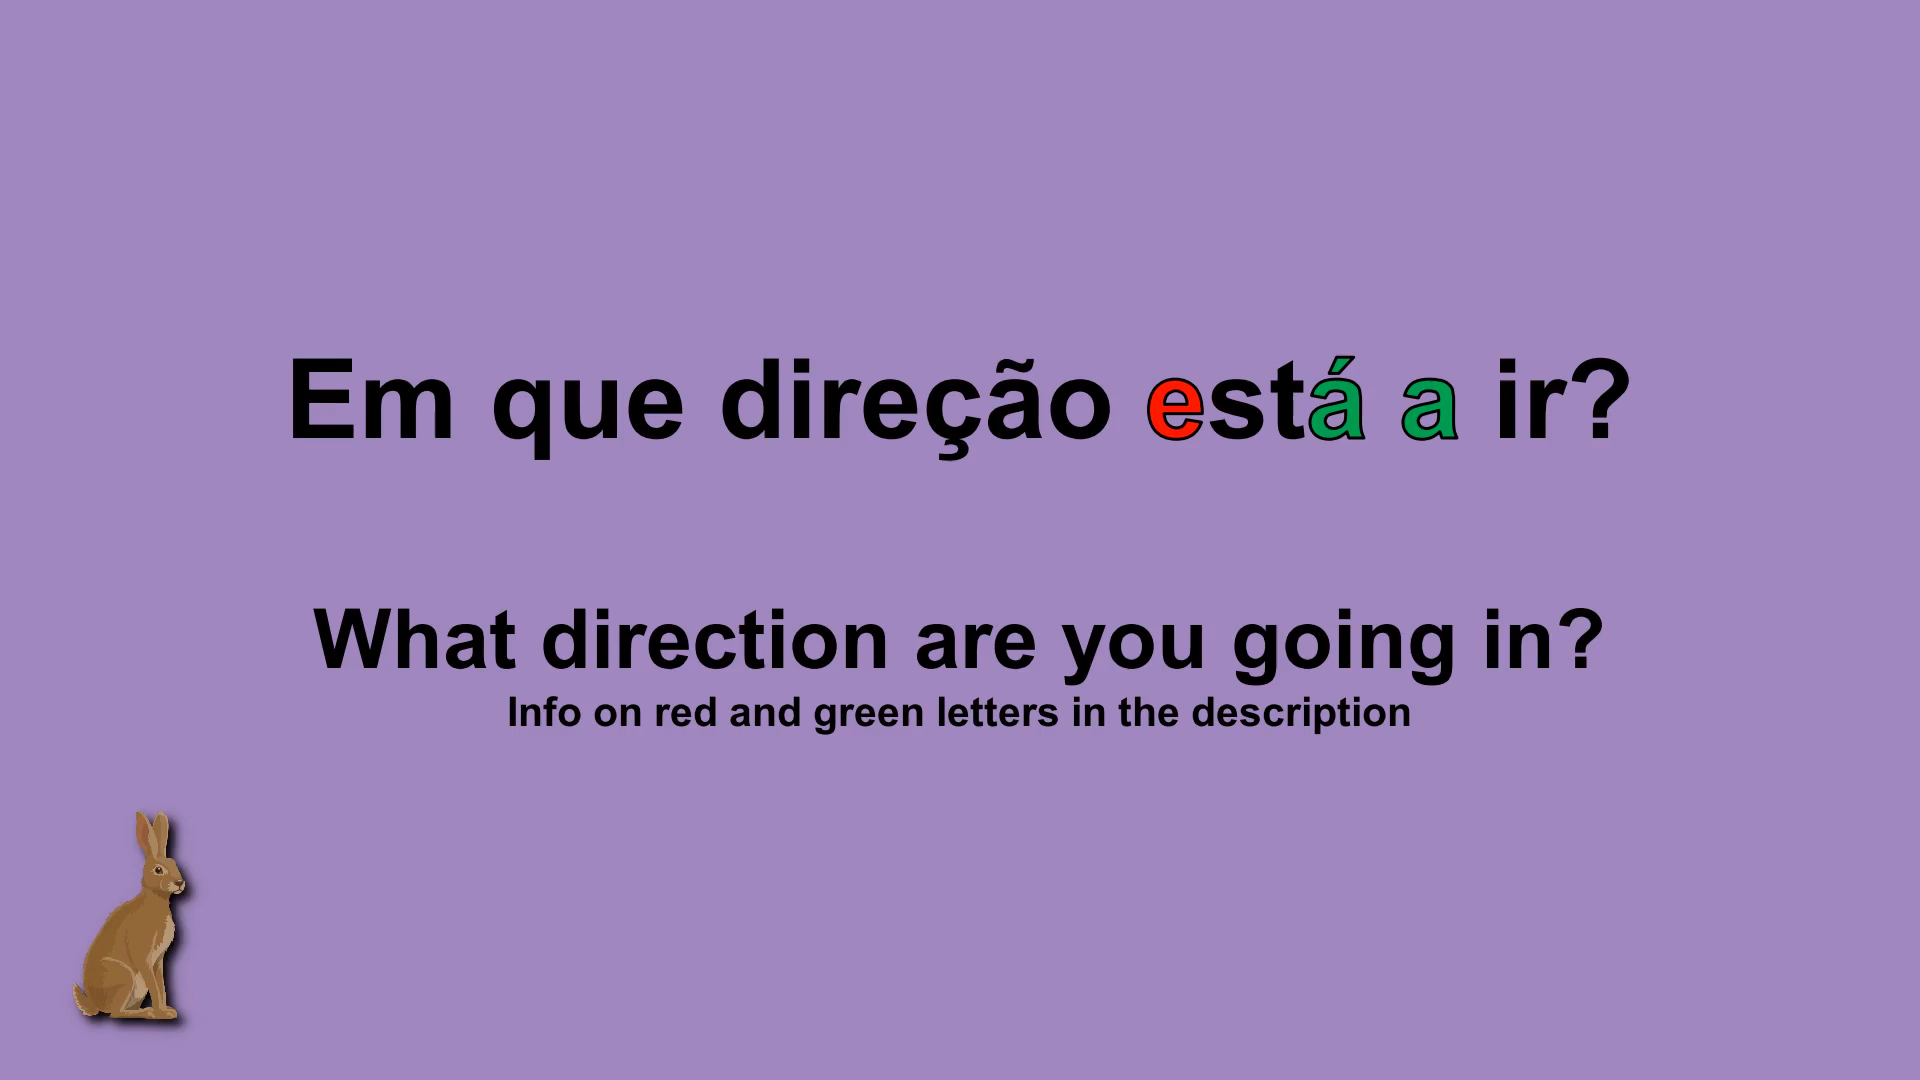 Em que direção está a ir?
What direction are you going in?
Info on red and green letters in the description